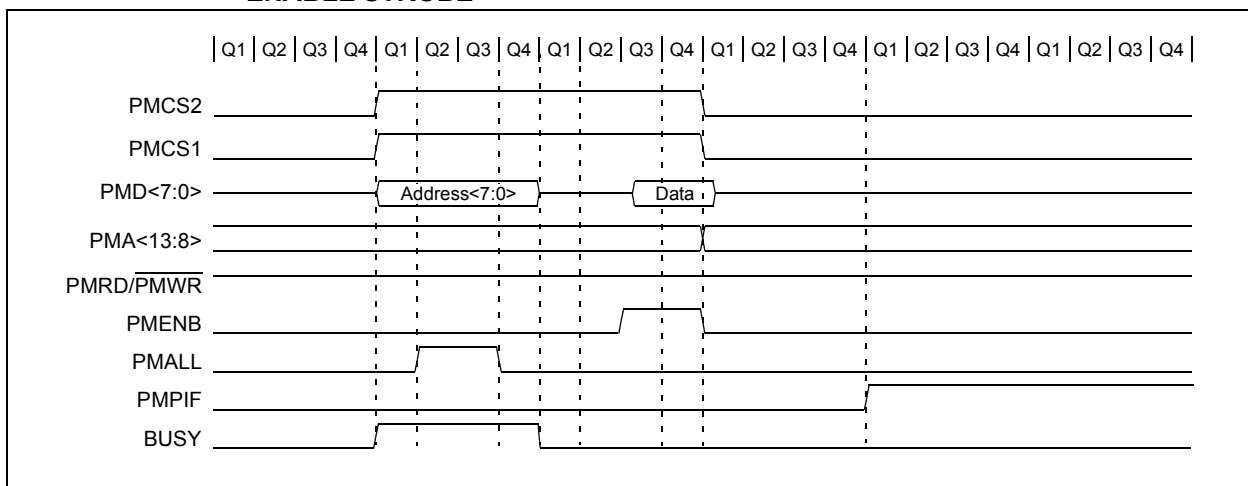 ENABLE STROBE
Q1 Q2 Q3 Q4 Q1 Q2 Q3 Q4 Q1 Q2 Q3 Q4 Q1 Q2 Q3 Q4 Q1 Q2 Q3 Q4 Q1 Q2 Q3 Q4
PMCS2
PMCS1
PMD<7:0> Address<7:0> Data
PMA<13:8>
PMRD/PMWR
PMENB
PMALL
PMPIF
BUSY